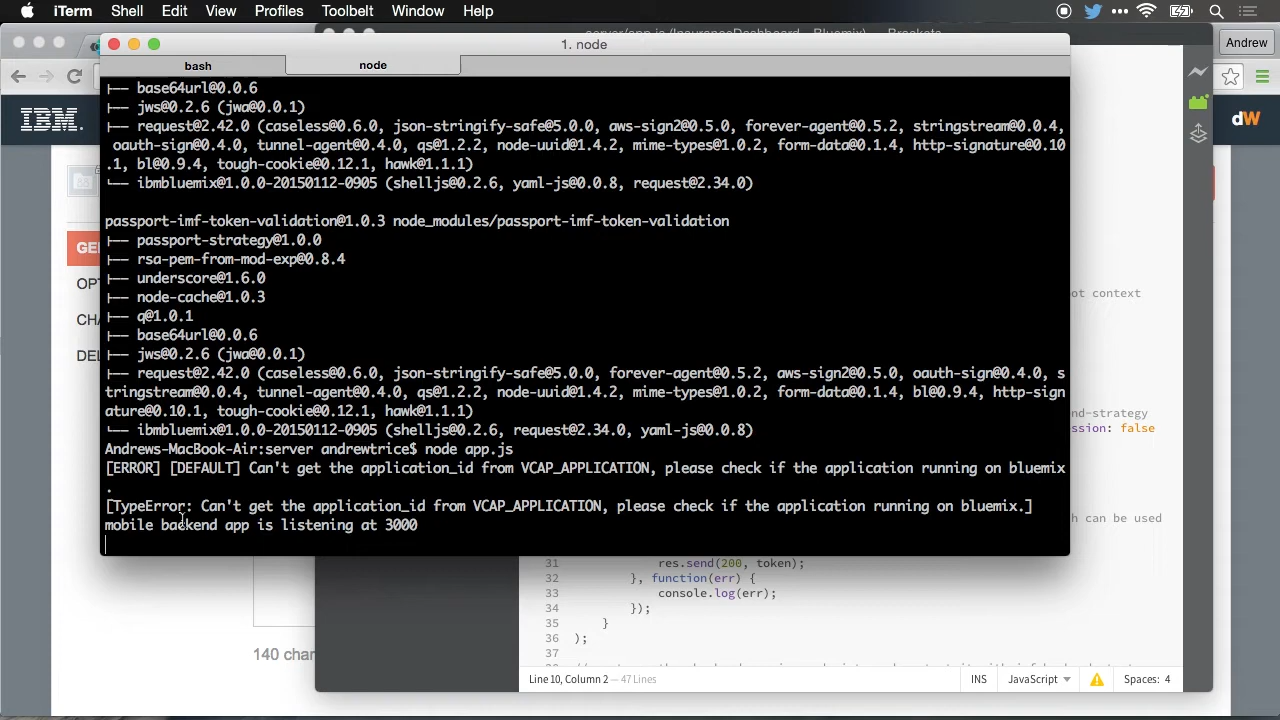 iTerm Shell Edit View Profiles Toolbelt Window Help
Andrew
1. node
bash node
IBM.
dW
├── base64url@0.0.6
├── jws@0.2.6 (jwa@0.0.1)
├── request@2.42.0 (caseless@0.6.0, json-stringify-safe@5.0.0, aws-sign2@0.5.0, forever-agent@0.5.2, stringstream@0.0.4,
oauth-sign@0.4.0, tunnel-agent@0.4.0, qs@1.2.2, node-uuid@1.4.2, mime-types@1.0.2, form-data@0.1.4, http-signature@0.10
.1, bl@0.9.4, tough-cookie@0.12.1, hawk@1.1.1)
└── ibmbluemix@1.0.0-20150112-0905 (shelljs@0.2.6, yaml-js@0.0.8, request@2.34.0)
passport-imf-token-validation@1.0.3 node_modules/passport-imf-token-validation
├── passport-strategy@1.0.0
├── rsa-pem-from-mod-exp@0.8.4
├── underscore@1.6.0
├── node-cache@1.0.3
├── q@1.0.1
├── base64url@0.0.6
├── jws@0.2.6 (jwa@0.0.1)
├── request@2.42.0 (caseless@0.6.0, json-stringify-safe@5.0.0, forever-agent@0.5.2, aws-sign2@0.5.0, oauth-sign@0.4.0, s
tringstream@0.0.4, tunnel-agent@0.4.0, qs@1.2.2, node-uuid@1.4.2, mime-types@1.0.2, form-data@0.1.4, bl@0.9.4, http-sign
ature@0.10.1, tough-cookie@0.12.1, hawk@1.1.1)
└── ibmbluemix@1.0.0-20150112-0905 (shelljs@0.2.6, request@2.34.0, yaml-js@0.0.8)
Andrews-MacBook-Air:server andrewtrice$ node app.js
[ERROR] [DEFAULT] Can't get the application_id from VCAP_APPLICATION, please check if the application running on bluemix
.
[TypeError: Can't get the application_id from VCAP_APPLICATION, please check if the application running on bluemix.]
mobile backend app is listening at 3000
GE
OPT
CHA
DEL
140 char
ot context
nd-strategy
ssion: false
ch can be used
31 res.send(200, token);
32 }, function(err) {
33 console.log(err);
34 });
35 }
36 );
37
Line 10, Column 2 — 47 Lines
INS JavaScript Spaces: 4